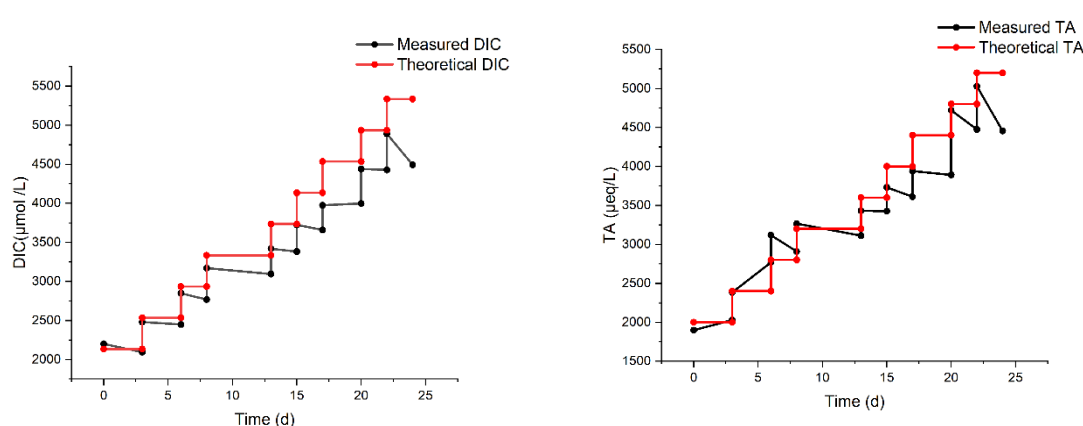 Measured DIC
Theoretical DIC
5500
5000
4500
4000
3500
3000
2500
2000
DIC(μmol /L)
0 5 10 15 20 25
Time (d)
Measured TA
Theoretical TA
5500
5000
4500
4000
3500
3000
2500
2000
1500
TA (μeq/L)
0 5 10 15 20 25
Time (d)